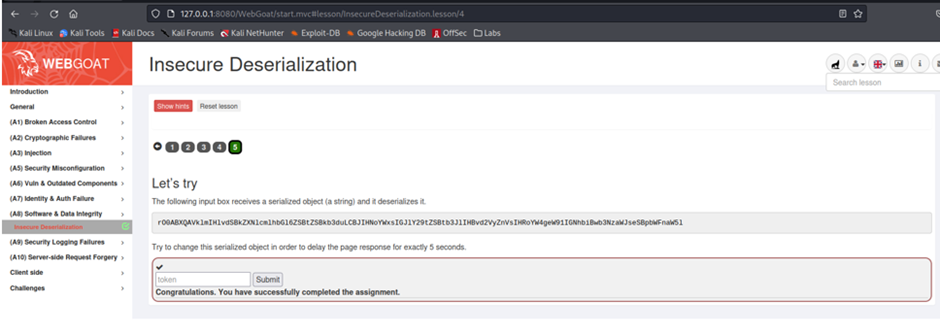 127.0.0.1:8080/WebGoat/start.mvc#lesson/InsecureDeserialization.lesson/4
Kali Linux Kali Tools Kali Docs Kali Forums Kali NetHunter Exploit-DB Google Hacking DB OffSec Labs
WEBGOAT
Insecure Deserialization
Search lesson
Introduction
General
(A1) Broken Access Control
(A2) Cryptographic Failures
(A3) Injection
(A5) Security Misconfiguration
(A6) Vuln & Outdated Components
(A7) Identity & Auth Failure
(A8) Software & Data Integrity
Insecure Deserialization
(A9) Security Logging Failures
(A10) Server-side Request Forgery
Client side
Challenges
Show hints Reset lesson
1 2 3 4 5
Let's try
The following input box receives a serialized object (a string) and it deserializes it.
rO0ABXQAVklmIHlvdSBkZXNlcmlhbGl6ZSBtZSBkb3duLCBJIHNoYWxsIGJlY29tZSBtb3JlIHBvd2VyZnVsIHRoYW4geW91IGNhbiBwb3NzaWJseSBpbWFnaW5l
Try to change this serialized object in order to delay the page response for exactly 5 seconds.
token Submit
Congratulations. You have successfully completed the assignment.